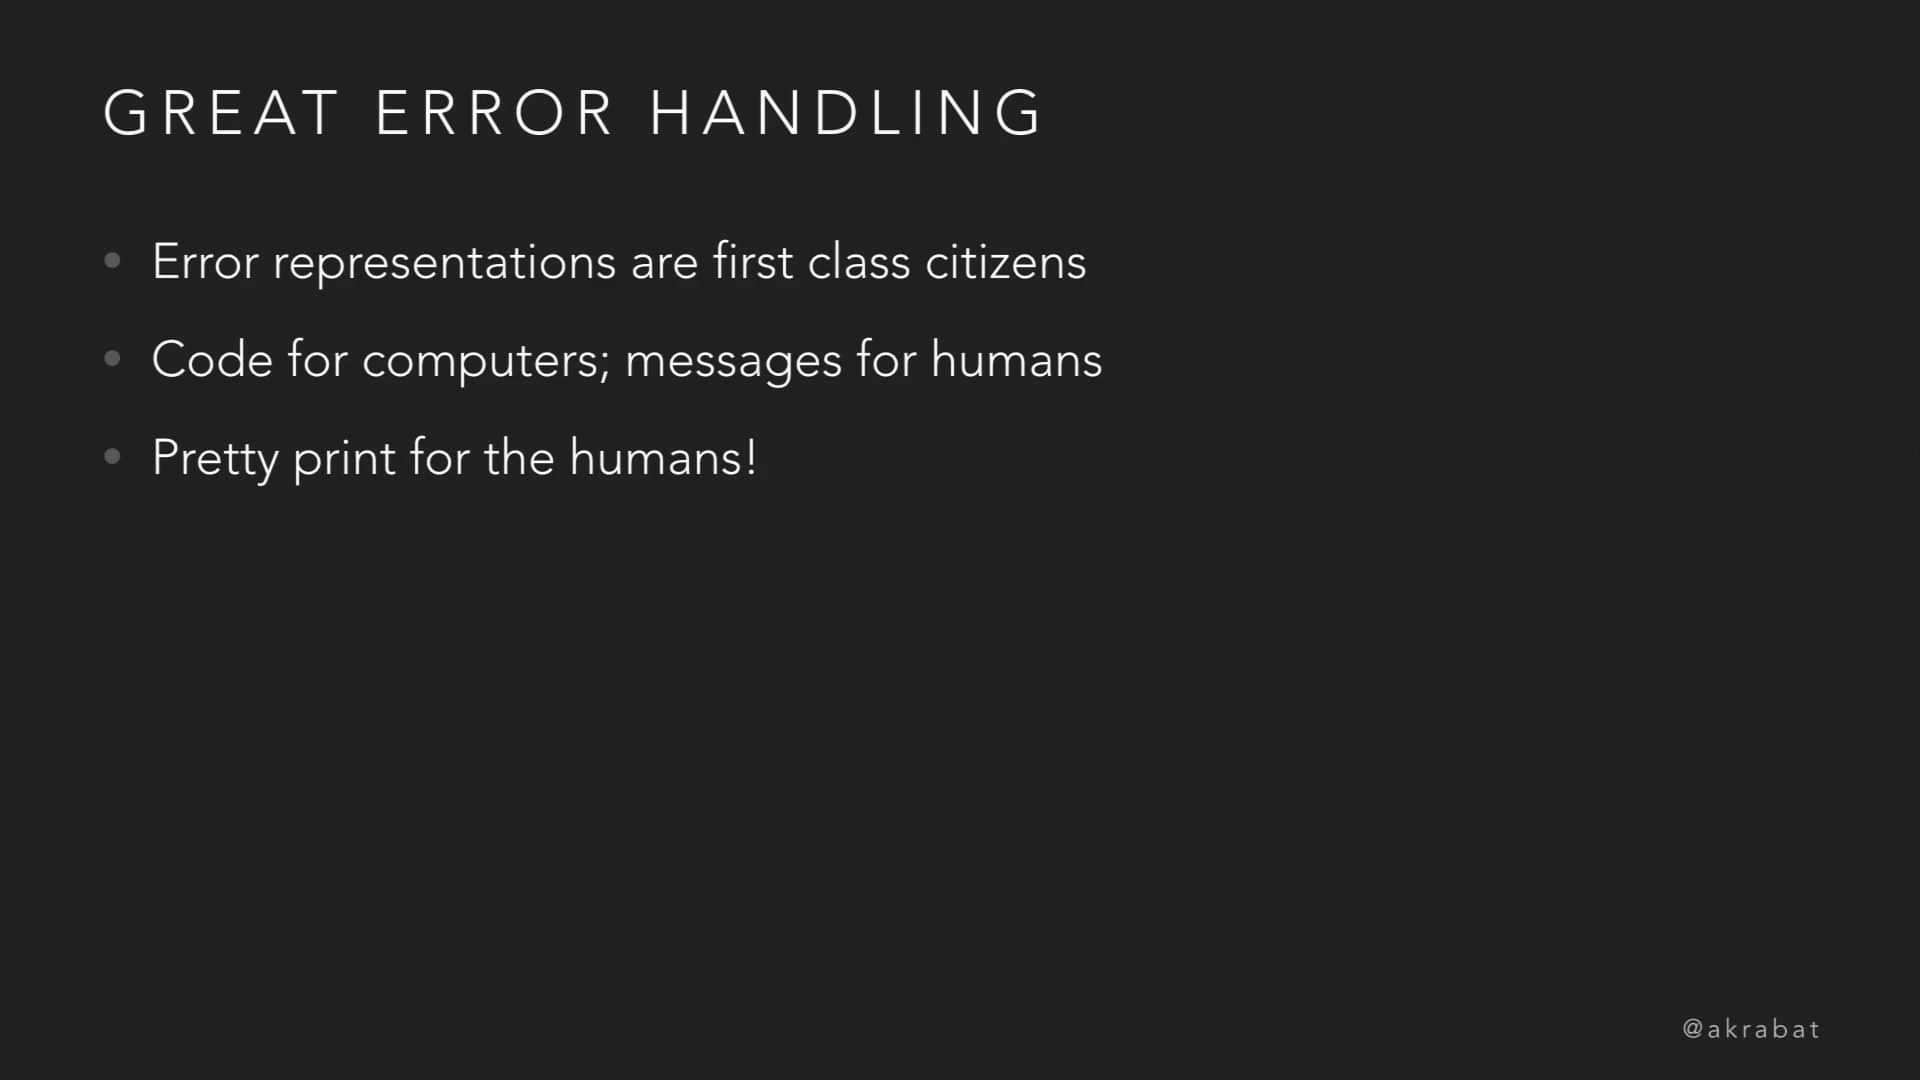 GREAT ERROR HANDLING
• Error representations are first class citizens
• Code for computers; messages for humans
• Pretty print for the humans!
@akrabat